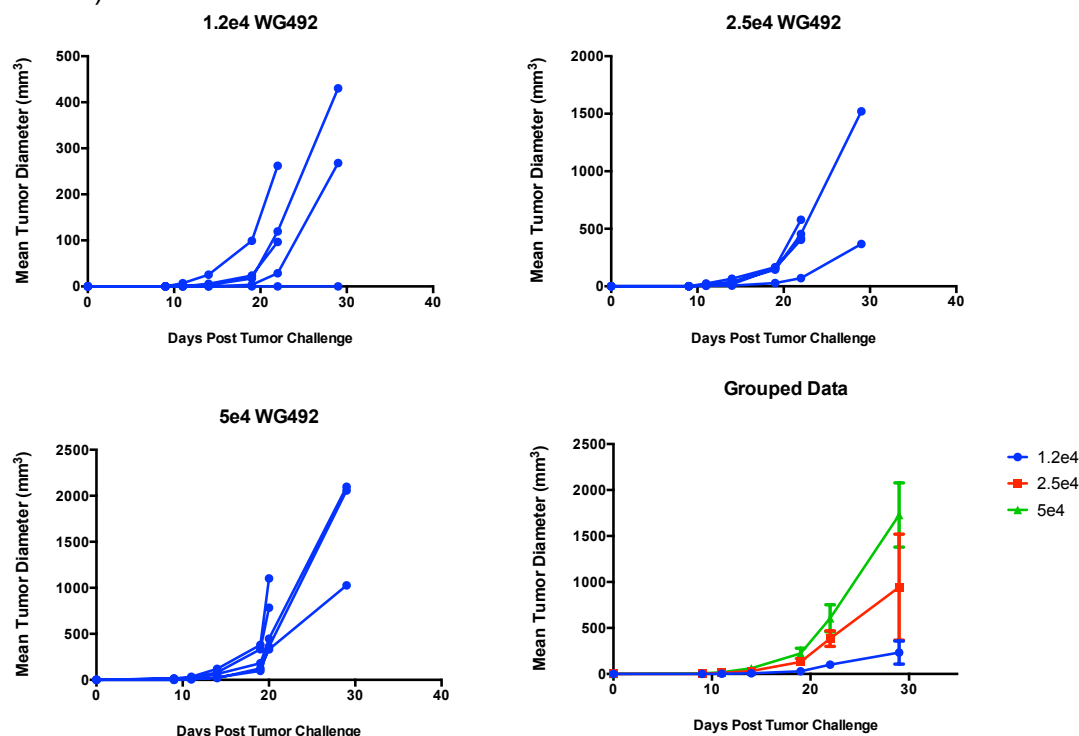 )
1.2e4 WG492
500
400
300
200
100
0
0 10 20 30 40
Mean Tumor Diameter (mm³)
Days Post Tumor Challenge
2.5e4 WG492
2000
1500
1000
500
0
0 10 20 30 40
Mean Tumor Diameter (mm³)
Days Post Tumor Challenge
5e4 WG492
2500
2000
1500
1000
500
0
0 10 20 30 40
Mean Tumor Diameter (mm³)
Days Post Tumor Challenge
Grouped Data
2500
2000
1500
1000
500
0
0 10 20 30
Mean Tumor Diameter (mm³)
Days Post Tumor Challenge
1.2e4
2.5e4
5e4